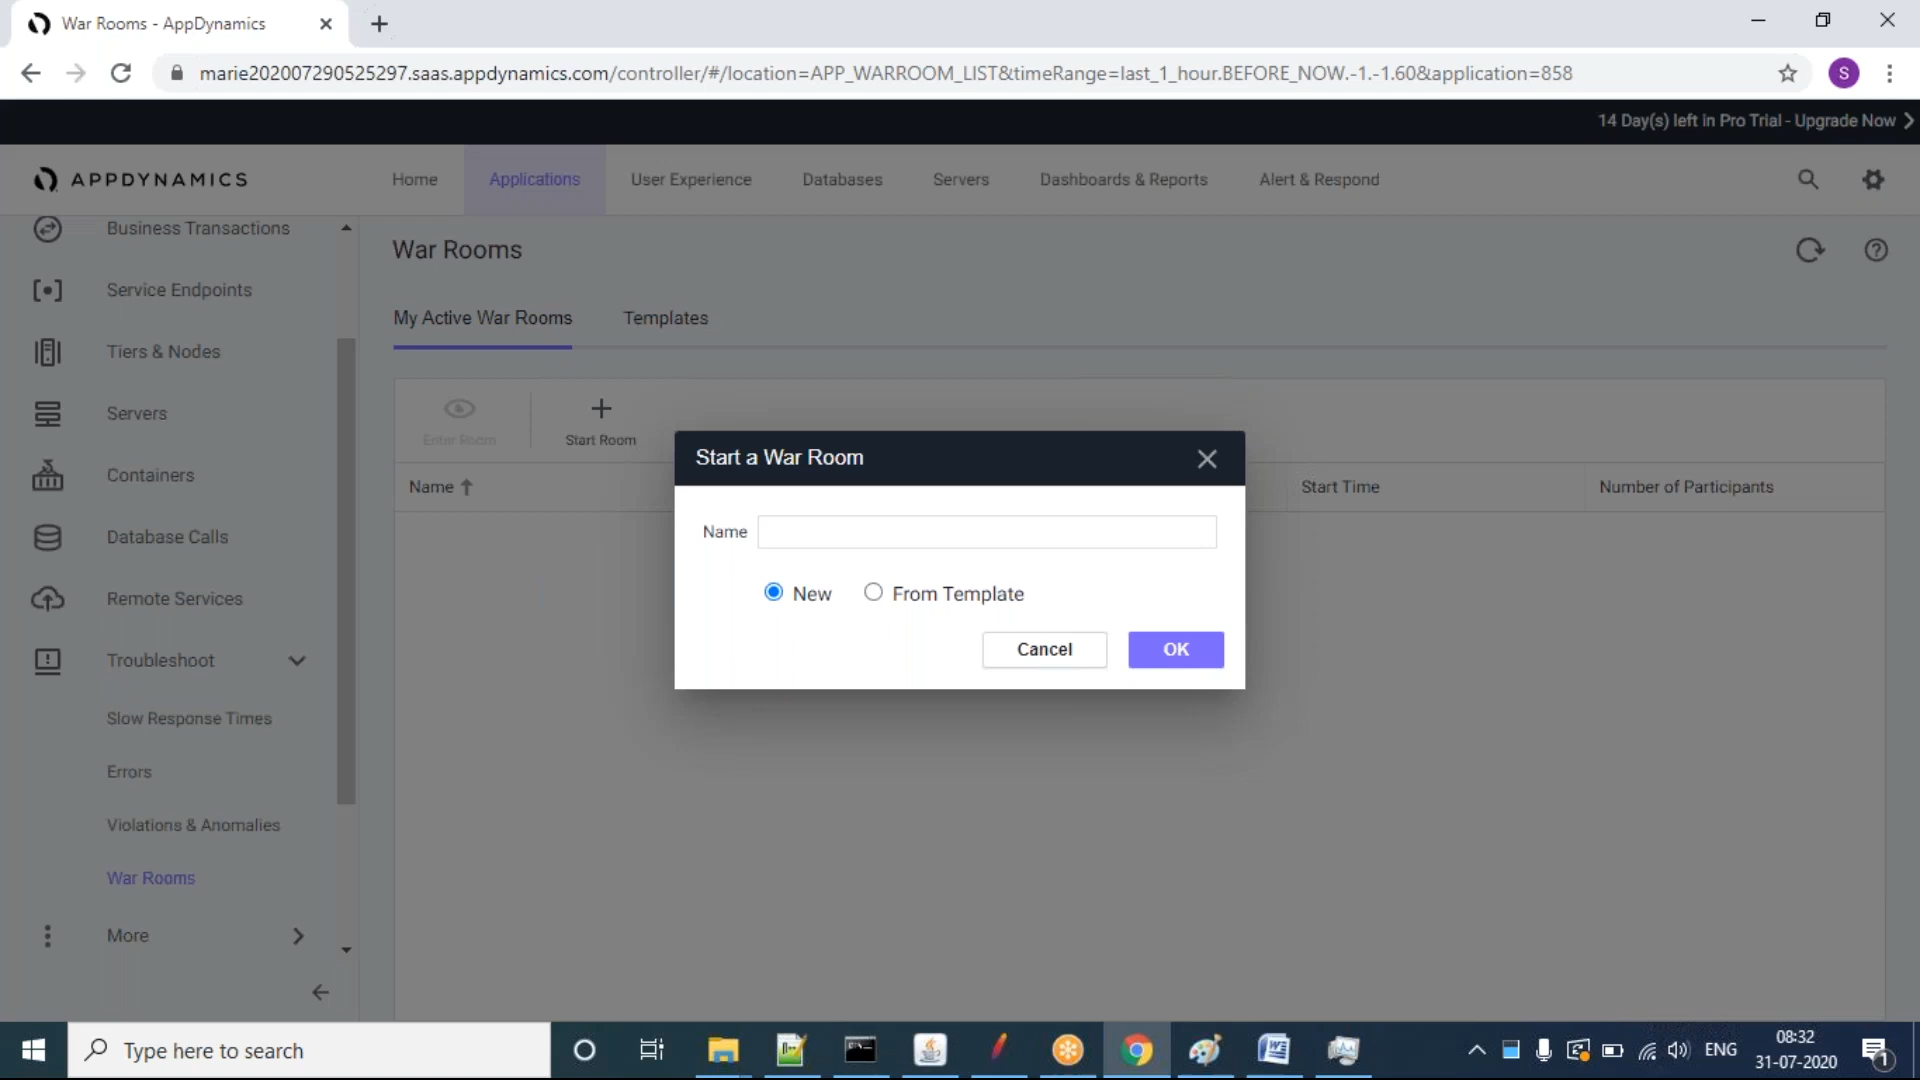 War Rooms - AppDynamics
marie202007290525297.saas.appdynamics.com/controller/#/location=APP_WARROOM_LIST&timeRange=last_1_hour.BEFORE_NOW.-1.-1.60&application=858
S
14 Day(s) left in Pro Trial - Upgrade Now
APPDYNAMICS
Home
Applications
User Experience
Databases
Servers
Dashboards & Reports
Alert & Respond
Business Transactions
Service Endpoints
Tiers & Nodes
Servers
Containers
Database Calls
Remote Services
Troubleshoot
Slow Response Times
Errors
Violations & Anomalies
War Rooms
More
War Rooms
My Active War Rooms
Templates
Enter Room
Start Room
Name
Start Time
Number of Participants
Start a War Room
Name
New
From Template
Cancel
OK
Type here to search
ENG
08:32
31-07-2020
1